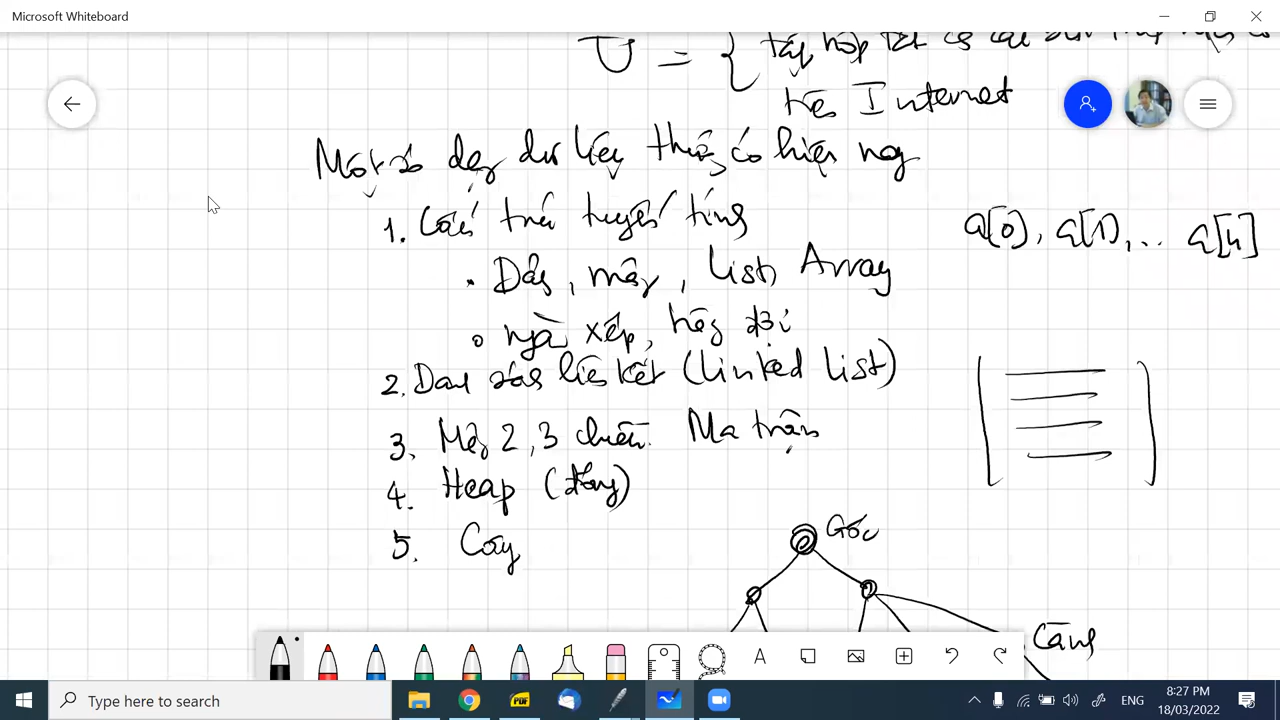 Microsoft Whiteboard
U = { tập hợp tất cả các
trên Internet
Một số dạng dữ liệu thường có hiện nay
1. Cấu trúc tuyến tính
a[0], a[1], ... a[n]
• Dãy, mảng, list, Array
• ngăn xếp, hàng đợi
2. Danh sách liên kết (linked list)
3. Mảng 2, 3 chiều. Ma trận
4. Heap (đống)
5. Cây
Gốc
Cành
Type here to search
ENG
8:27 PM
18/03/2022